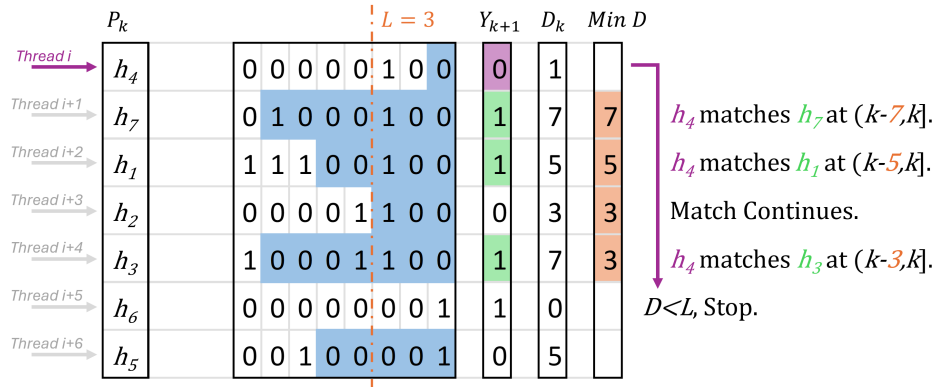 P_k L = 3 Y_{k+1} D_k Min D
Thread i h_4 0 0 0 0 0 1 0 0 0 1
Thread i+1 h_7 0 1 0 0 0 1 0 0 1 7 7 h_4 matches h_7 at (k-7,k].
Thread i+2 h_1 1 1 1 0 0 1 0 0 1 5 5 h_4 matches h_1 at (k-5,k].
Thread i+3 h_2 0 0 0 0 1 1 0 0 0 3 3 Match Continues.
Thread i+4 h_3 1 0 0 0 1 1 0 0 1 7 3 h_4 matches h_3 at (k-3,k].
Thread i+5 h_6 0 0 0 0 0 0 0 1 1 0 D<L, Stop.
Thread i+6 h_5 0 0 1 0 0 0 0 1 0 5